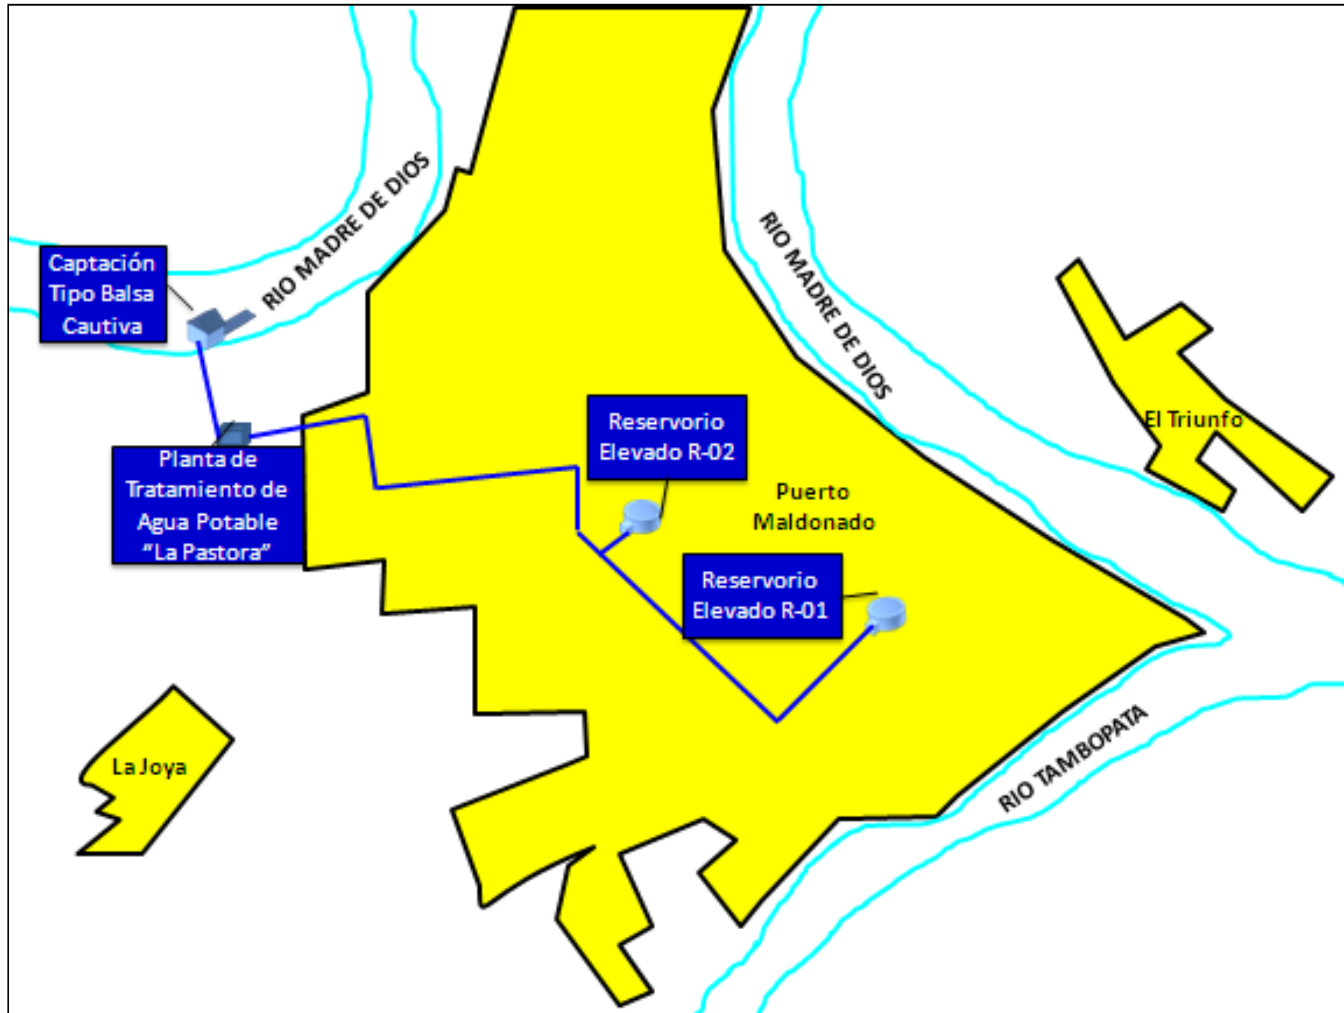 RIO MADRE DE DIOS
Captación
Tipo Balsa
Cautiva
RIO MADRE DE DIOS
Reservorio
Elevado R-02
El Triunfo
Planta de
Tratamiento de
Agua Potable
“La Pastora”
Puerto
Maldonado
Reservorio
Elevado R-01
La Joya
RIO TAMBOPATA